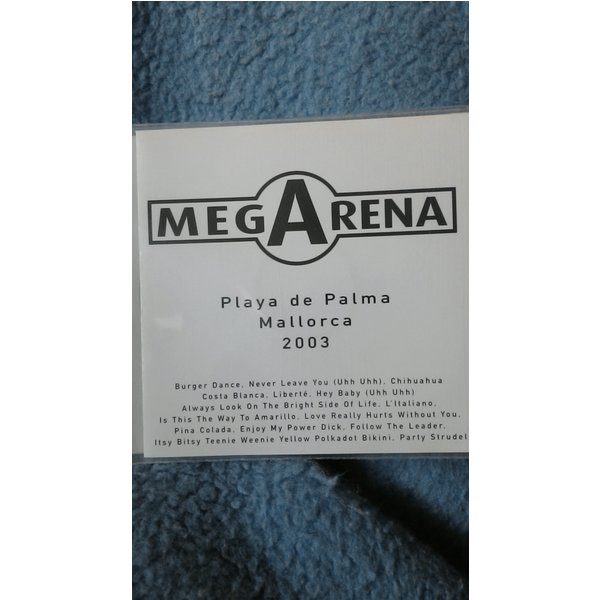 MEGARENA
Playa de Palma
Mallorca
2003
Burger Dance, Never Leave You (Uhh Uhh), Chihuahua
Costa Blanca, Liberté, Hey Baby (Uhh Uhh)
Always Look On The Bright Side Of Life, L'Italiano,
Is This The Way To Amarillo, Love Really Hurts Without You,
Pina Colada, Enjoy My Power Dick, Follow The Leader,
Itsy Bitsy Teenie Weenie Yellow Polkadot Bikini, Party Strudel